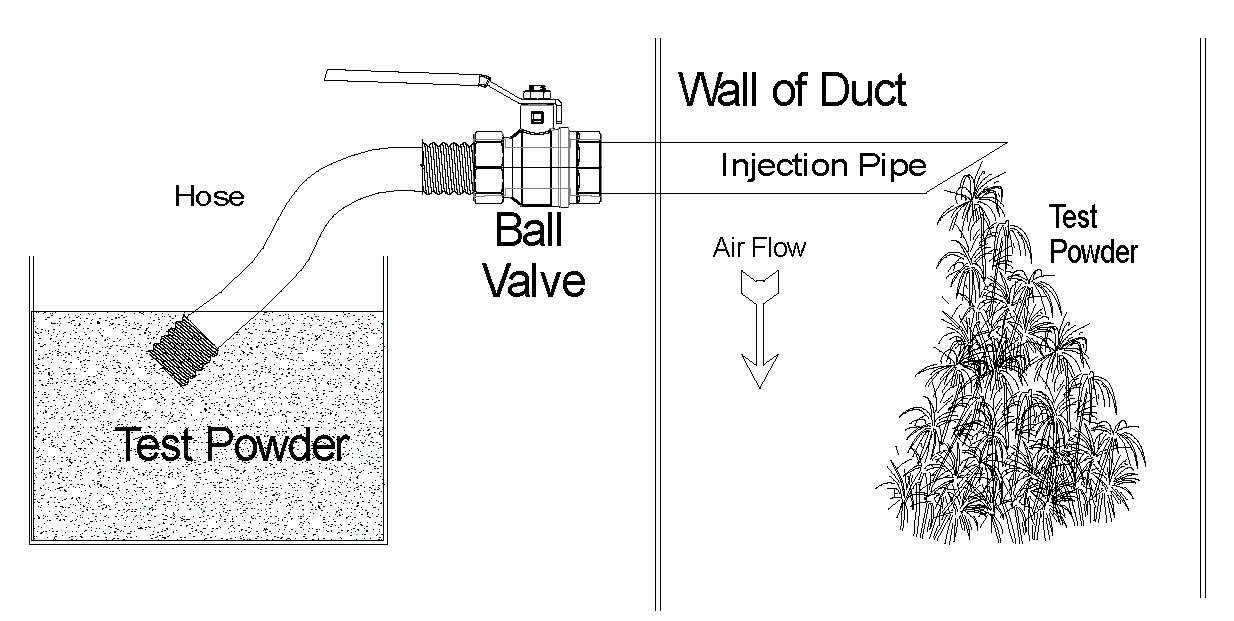 Wall of Duct
Injection Pipe
Hose
Ball
Valve
Test
Powder
Air Flow
Test Powder